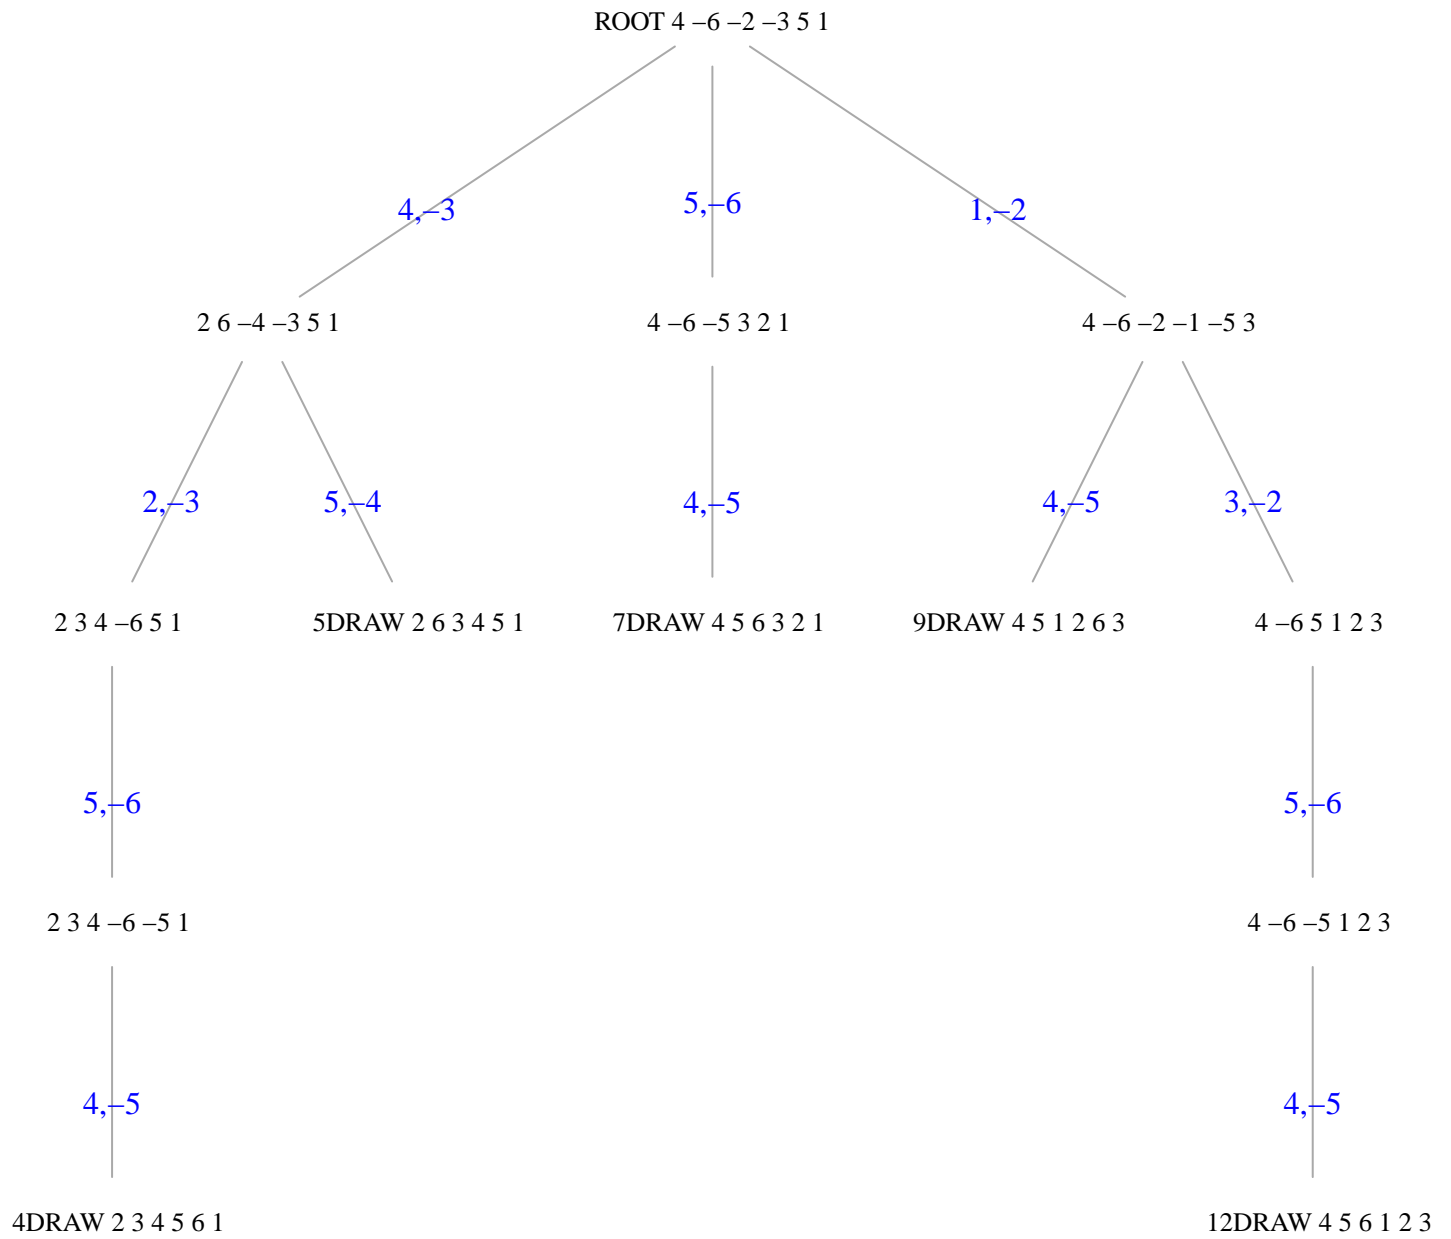 ROOT 4 –6 –2 –3 5 1
4,–3
5,–6
1,–2
2 6 –4 –3 5 1
4 –6 –5 3 2 1
4 –6 –2 –1 –5 3
2,–3
5,–4
4,–5
4,–5
3,–2
2 3 4 –6 5 1
5DRAW 2 6 3 4 5 1
7DRAW 4 5 6 3 2 1
9DRAW 4 5 1 2 6 3
4 –6 5 1 2 3
5,–6
5,–6
2 3 4 –6 –5 1
4 –6 –5 1 2 3
4,–5
4,–5
4DRAW 2 3 4 5 6 1
12DRAW 4 5 6 1 2 3